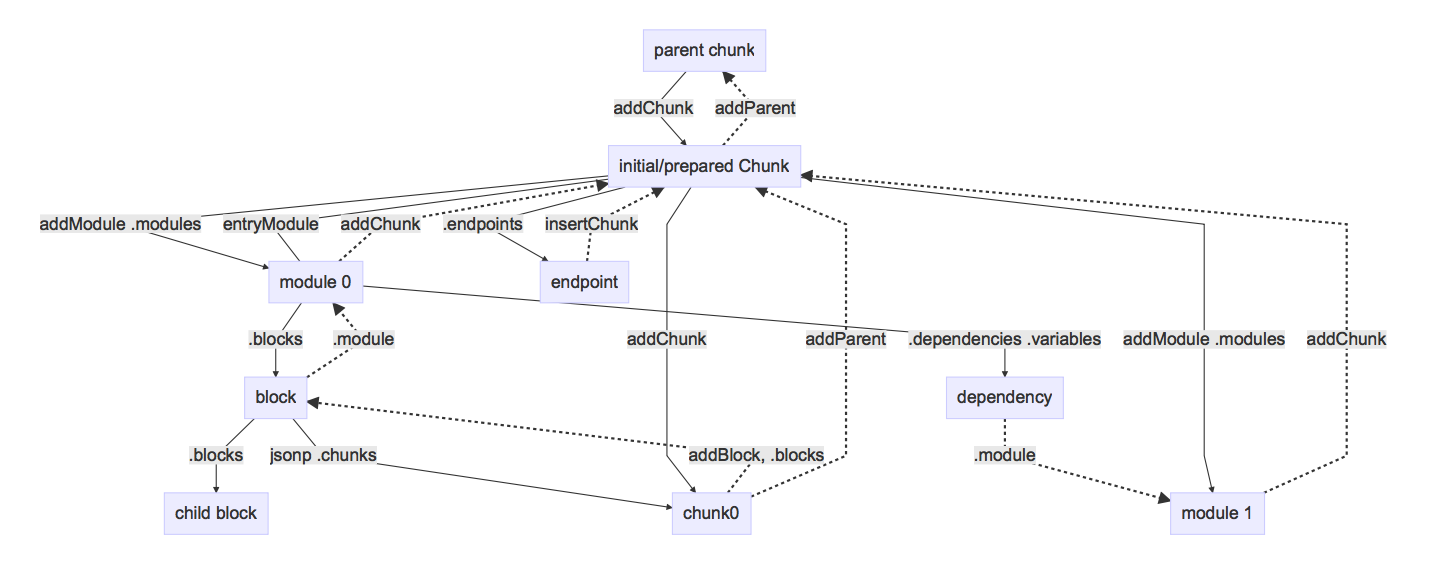 parent chunk
addChunk
addParent
initial/prepared Chunk
addModule .modules
entryModule
addChunk
.endpoints
insertChunk
module 0
endpoint
.blocks
.module
addChunk
addParent
.dependencies .variables
addModule .modules
addChunk
block
dependency
.blocks
jsonp .chunks
addBlock, .blocks
.module
child block
chunk0
module 1